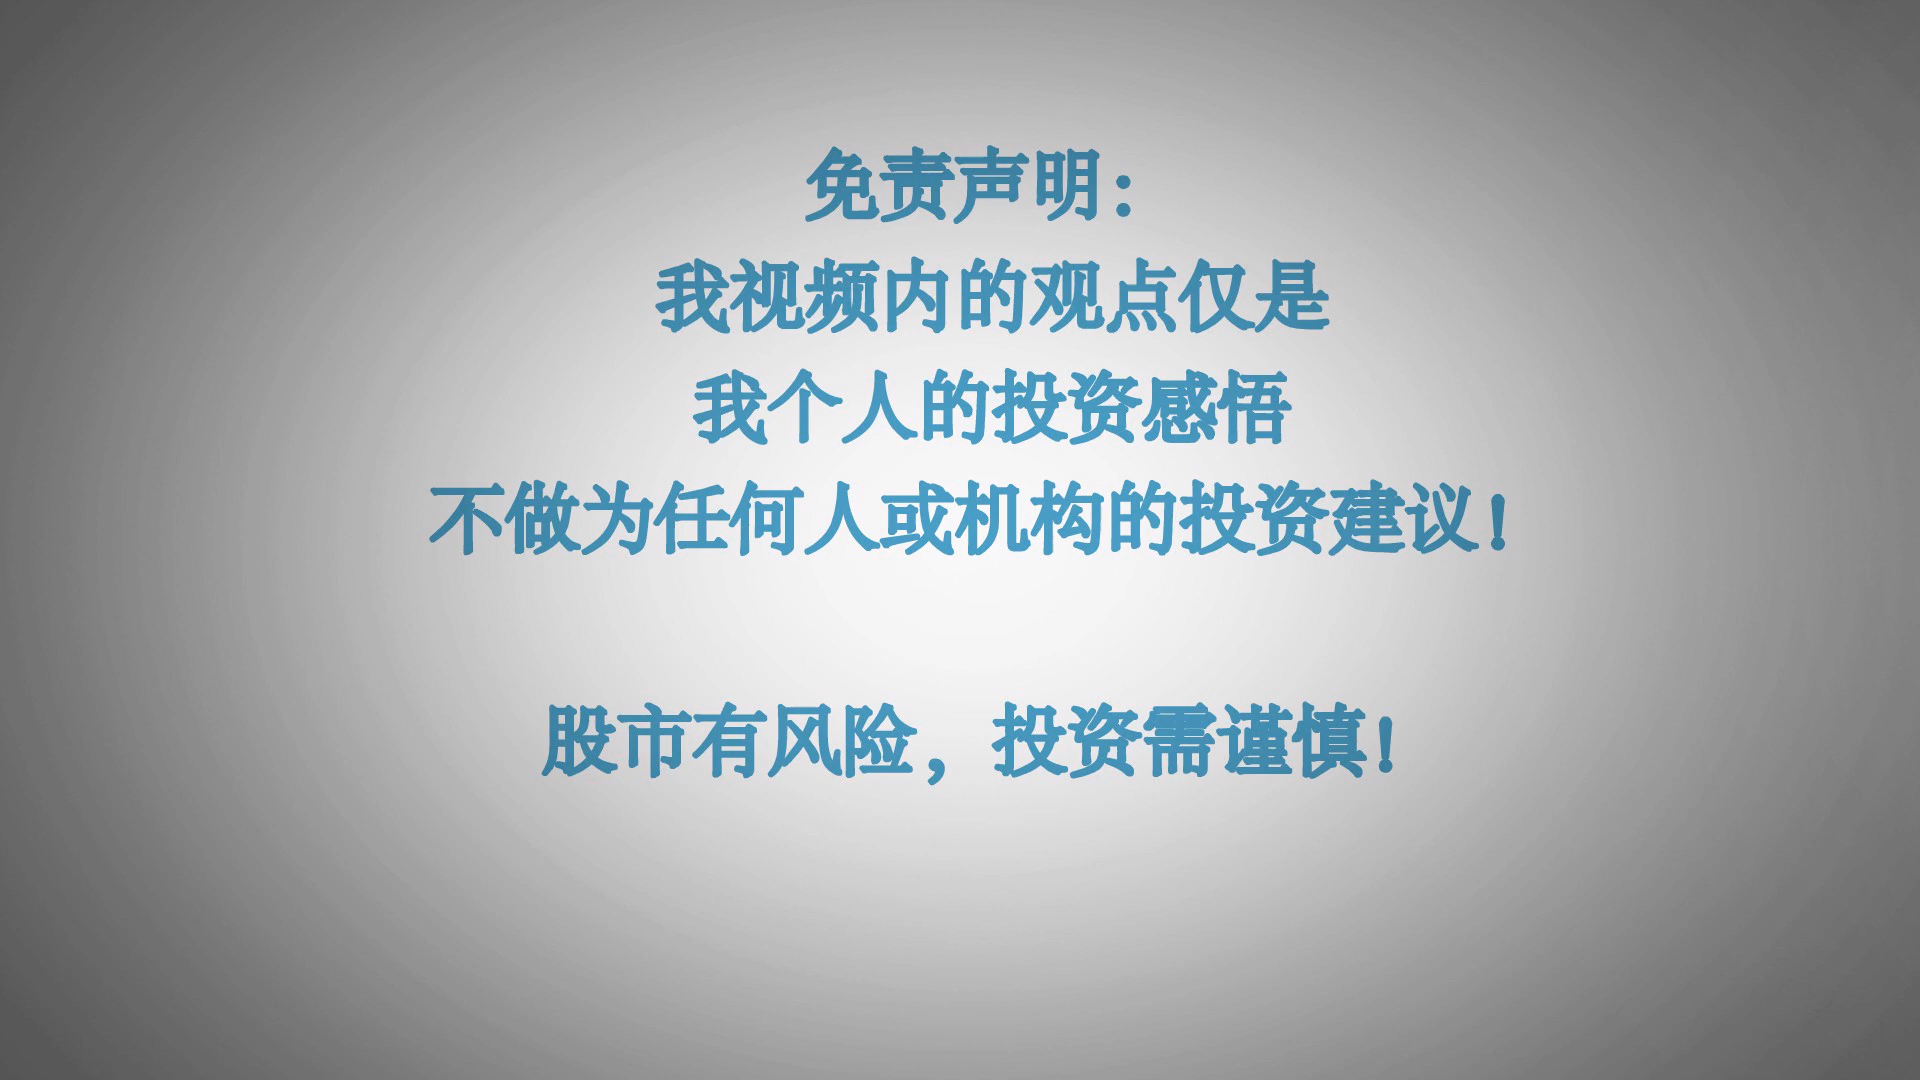 免责声明：
我视频内的观点仅是
我个人的投资感悟
不做为任何人或机构的投资建议！
股市有风险，投资需谨慎！